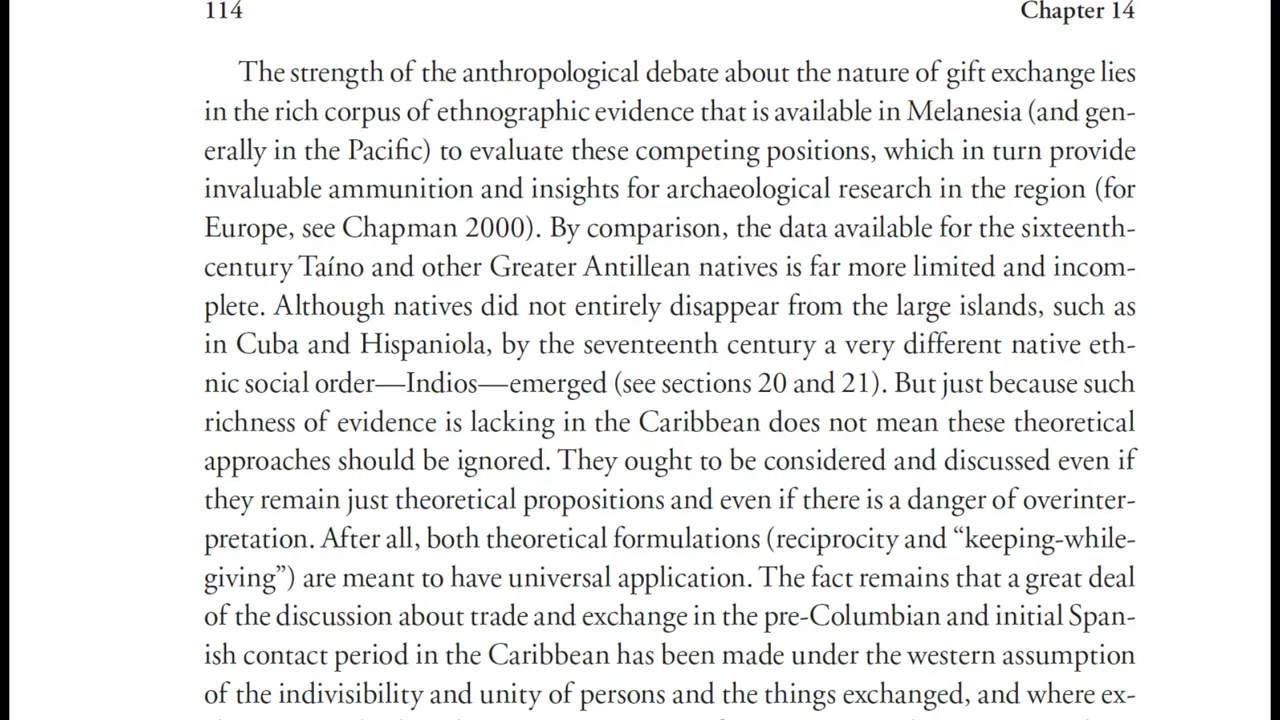 114 Chapter 14
The strength of the anthropological debate about the nature of gift exchange lies
in the rich corpus of ethnographic evidence that is available in Melanesia (and gen-
erally in the Pacific) to evaluate these competing positions, which in turn provide
invaluable ammunition and insights for archaeological research in the region (for
Europe, see Chapman 2000). By comparison, the data available for the sixteenth-
century Taíno and other Greater Antillean natives is far more limited and incom-
plete. Although natives did not entirely disappear from the large islands, such as
in Cuba and Hispaniola, by the seventeenth century a very different native eth-
nic social order—Indios—emerged (see sections 20 and 21). But just because such
richness of evidence is lacking in the Caribbean does not mean these theoretical
approaches should be ignored. They ought to be considered and discussed even if
they remain just theoretical propositions and even if there is a danger of overinter-
pretation. After all, both theoretical formulations (reciprocity and “keeping-while-
giving”) are meant to have universal application. The fact remains that a great deal
of the discussion about trade and exchange in the pre-Columbian and initial Span-
ish contact period in the Caribbean has been made under the western assumption
of the indivisibility and unity of persons and the things exchanged, and where ex-